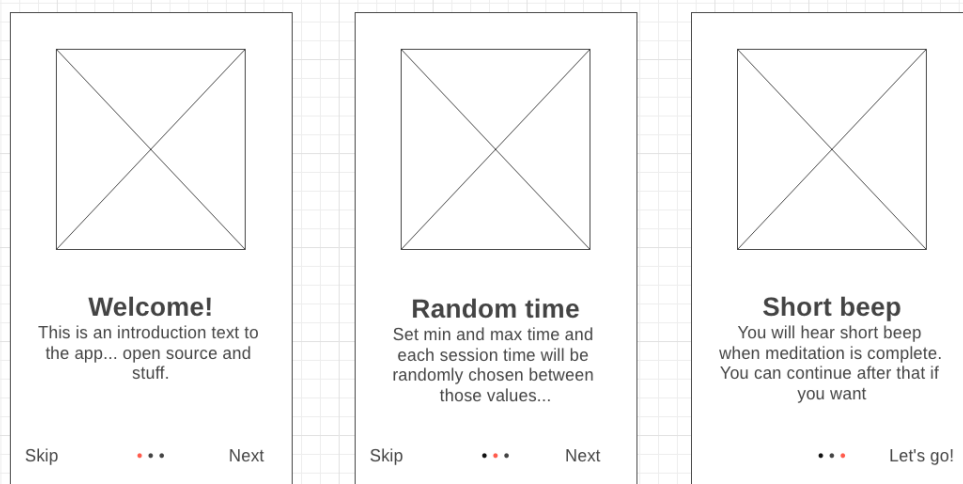 Welcome!
This is an introduction text to
the app... open source and
stuff.
Skip
Next
Random time
Set min and max time and
each session time will be
randomly chosen between
those values...
Skip
Next
Short beep
You will hear short beep
when meditation is complete.
You can continue after that if
you want
Let's go!